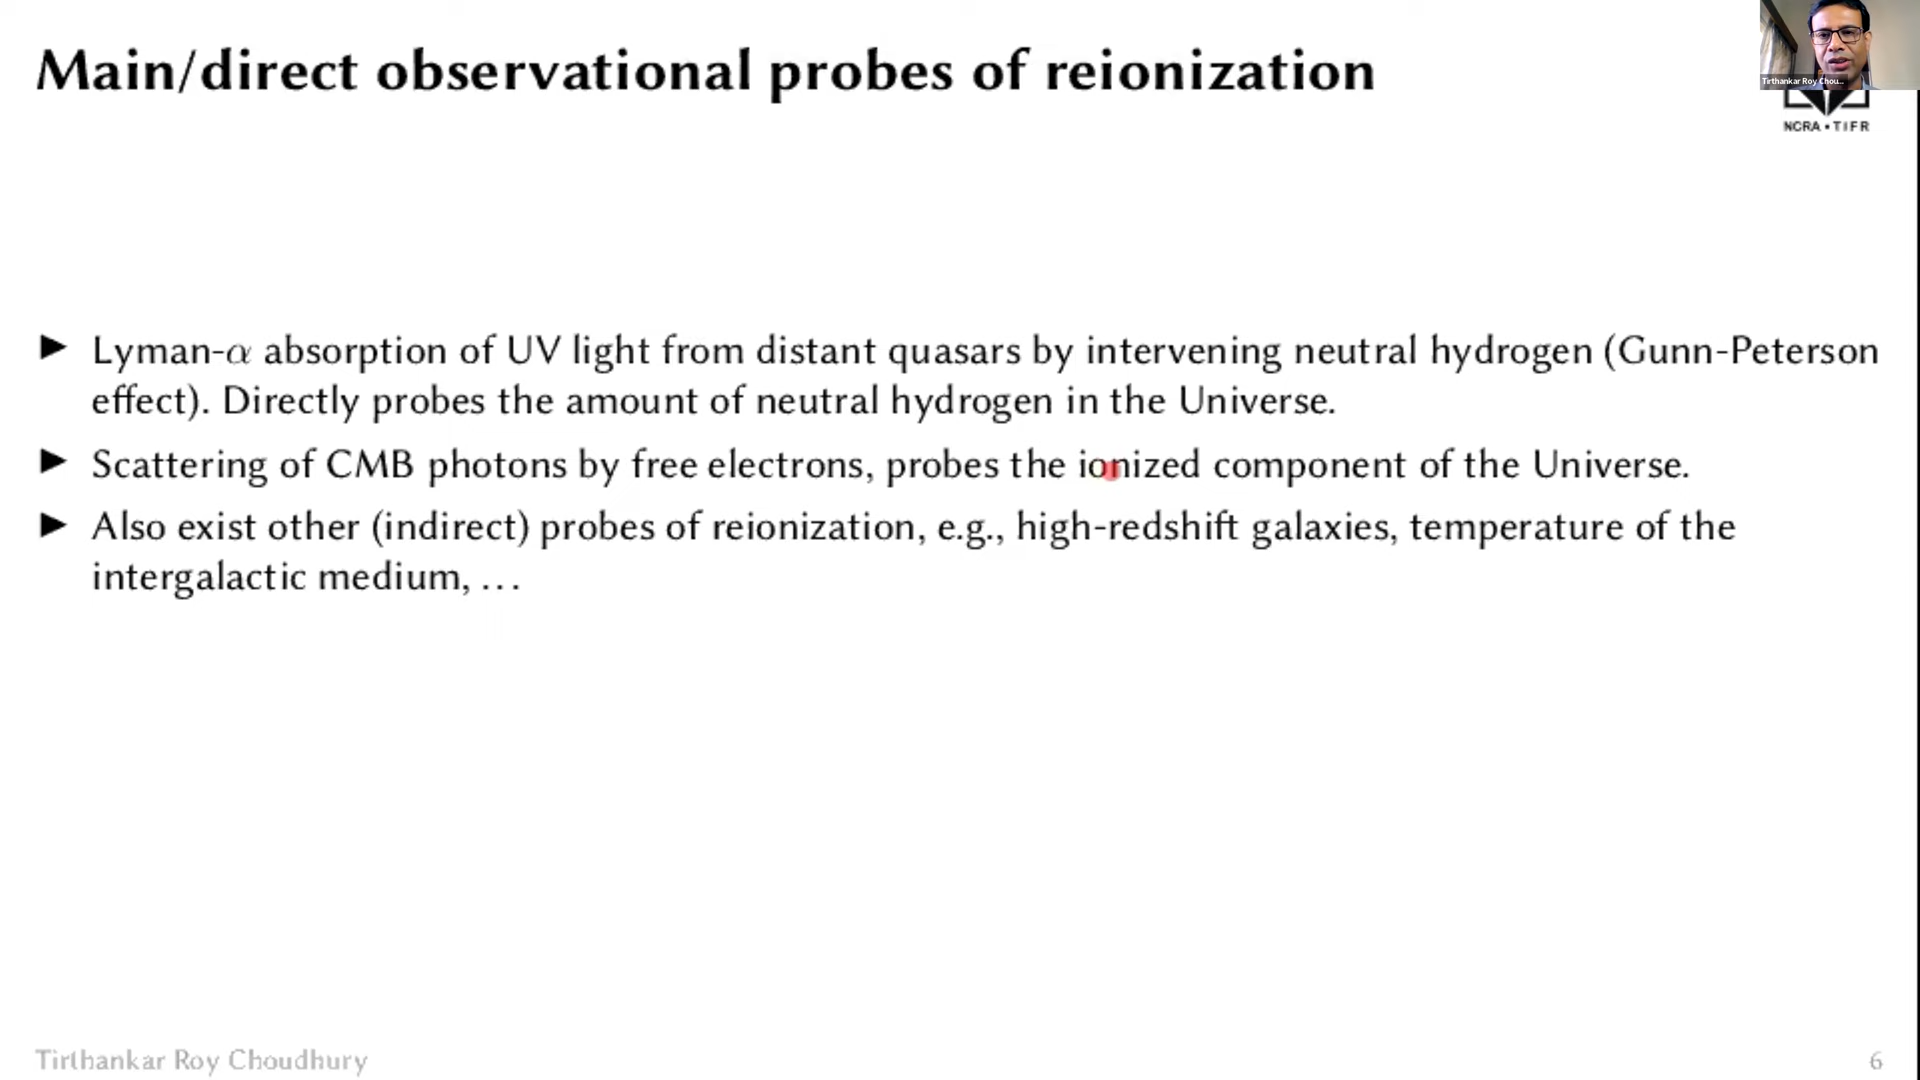 Main/direct observational probes of reionization
Tirthankar Roy Chou...
NCRA • TIFR
► Lyman-α absorption of UV light from distant quasars by intervening neutral hydrogen (Gunn-Peterson
effect). Directly probes the amount of neutral hydrogen in the Universe.
► Scattering of CMB photons by free electrons, probes the ionized component of the Universe.
► Also exist other (indirect) probes of reionization, e.g., high-redshift galaxies, temperature of the
intergalactic medium, ...
Tirthankar Roy Choudhury
6